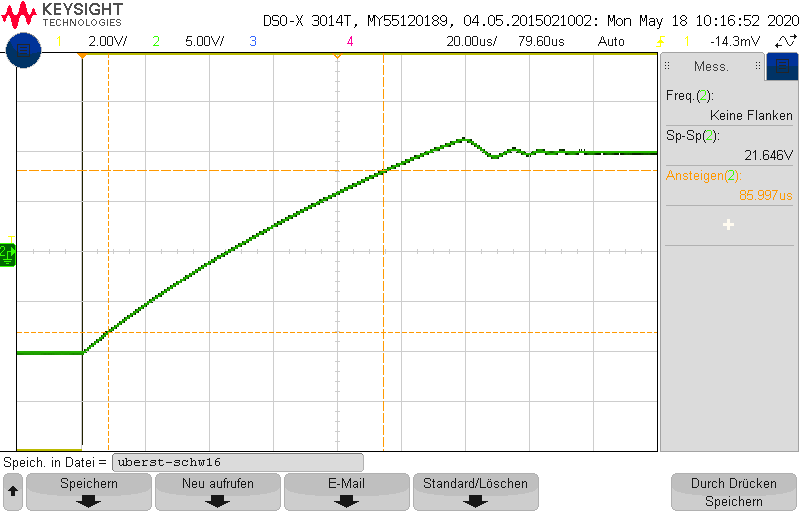 KEYSIGHT
TECHNOLOGIES
DSO-X 3014T, MY55120189, 04.05.2015021002: Mon May 18 10:16:52 2020
1 2.00V/ 2 5.00V/ 3 4 20.00us/ 79.60us Auto 1 -14.3mV
Mess.
Freq.(2):
Keine Flanken
Sp-Sp(2):
21.646V
Ansteigen(2):
85.997us
2
Speich. in Datei = uberst-schw16
Speichern
Neu aufrufen
E-Mail
Standard/Löschen
Durch Drücken
Speichern